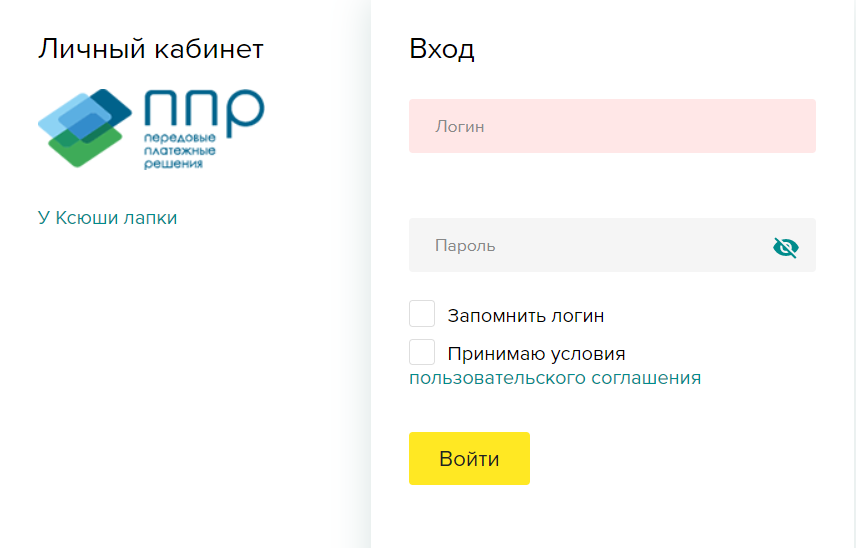 Личный кабинет
ппр
передовые
платежные
решения
У Ксюши лапки
Вход
Логин
Пароль
Запомнить логин
Принимаю условия
пользовательского соглашения
Войти